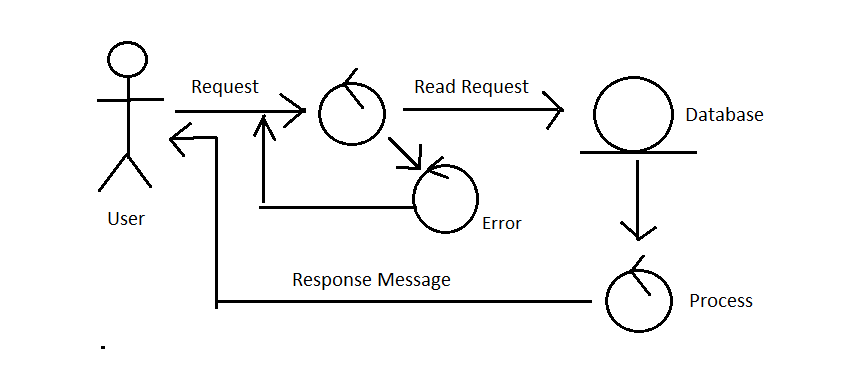 Request
Read Request
Database
User
Error
Response Message
Process